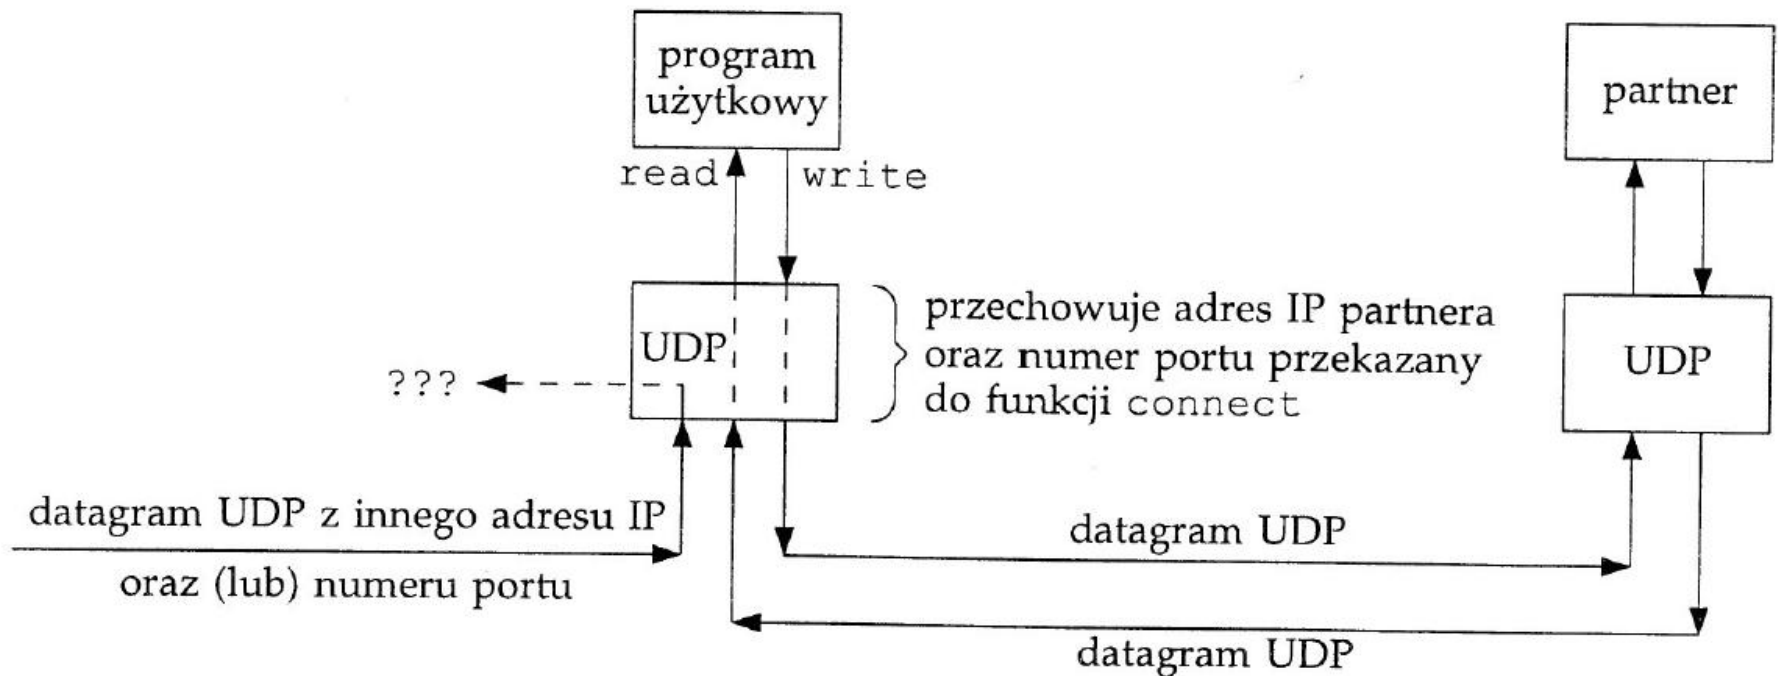 program
użytkowy
partner
read
write
UDP
przechowuje adres IP partnera
oraz numer portu przekazany
do funkcji connect
UDP
???
datagram UDP z innego adresu IP
oraz (lub) numeru portu
datagram UDP
datagram UDP